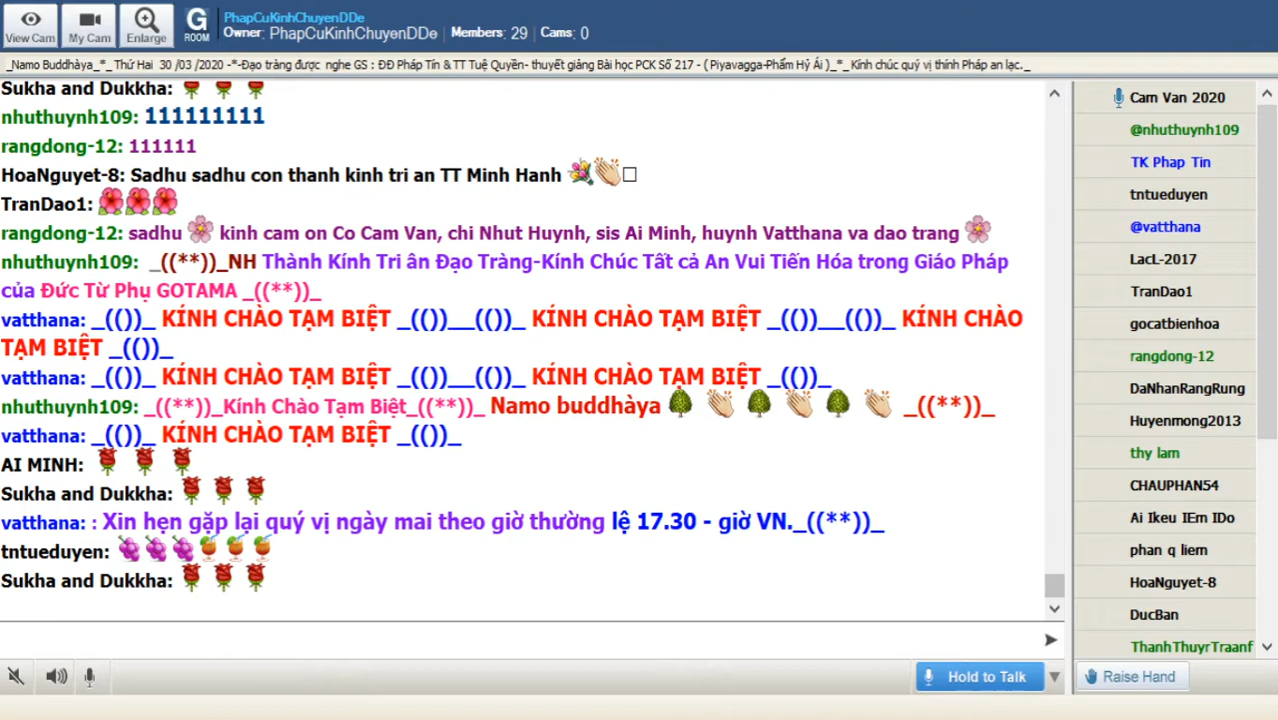 View Cam
My Cam
Enlarge
G
ROOM
PhapCuKinhChuyenDDe
Owner: PhapCuKinhChuyenDDe Members: 29 Cams: 0
_Namo Buddhàya_*_ Thứ Hai 30 /03 /2020 -*-Đạo tràng được nghe GS : ĐĐ Pháp Tín & TT Tuệ Quyền- thuyết giảng Bài học PCK Số 217 - ( Piyavagga-Phẩm Hỷ Ái )_*_ Kính chúc quý vị thính Pháp an lạc._
Sukha and Dukkha:
nhuthuynh109: 111111111
rangdong-12: 111111
HoaNguyet-8: Sadhu sadhu con thanh kinh tri an TT Minh Hanh
TranDao1:
rangdong-12: sadhu kinh cam on Co Cam Van, chi Nhut Huynh, sis Ai Minh, huynh Vatthana va dao trang
nhuthuynh109: _((**))_NH Thành Kính Tri ân Đạo Tràng-Kính Chúc Tất cả An Vui Tiến Hóa trong Giáo Pháp
của Đức Từ Phụ GOTAMA _((**))_
vatthana: _(())_ KÍNH CHÀO TẠM BIỆT _(())__(())_ KÍNH CHÀO TẠM BIỆT _(())__(())_ KÍNH CHÀO
TẠM BIỆT _(())_
vatthana: _(())_ KÍNH CHÀO TẠM BIỆT _(())__(())_ KÍNH CHÀO TẠM BIỆT _(())_
nhuthuynh109: _((**))_Kính Chào Tạm Biệt_((**))_ Namo buddhàya _((**))_
vatthana: _(())_ KÍNH CHÀO TẠM BIỆT _(())_
AI MINH:
Sukha and Dukkha:
vatthana: : Xin hẹn gặp lại quý vị ngày mai theo giờ thường lệ 17.30 - giờ VN._((**))_
tntueduyen:
Sukha and Dukkha:
Hold to Talk
Cam Van 2020
@nhuthuynh109
TK Phap Tin
tntueduyen
@vatthana
LacL-2017
TranDao1
gocatbienhoa
rangdong-12
DaNhanRangRung
Huyenmong2013
thy lam
CHAUPHAN54
Ai Ikeu IEm IDo
phan q liem
HoaNguyet-8
DucBan
ThanhThuyrTraanf
Raise Hand